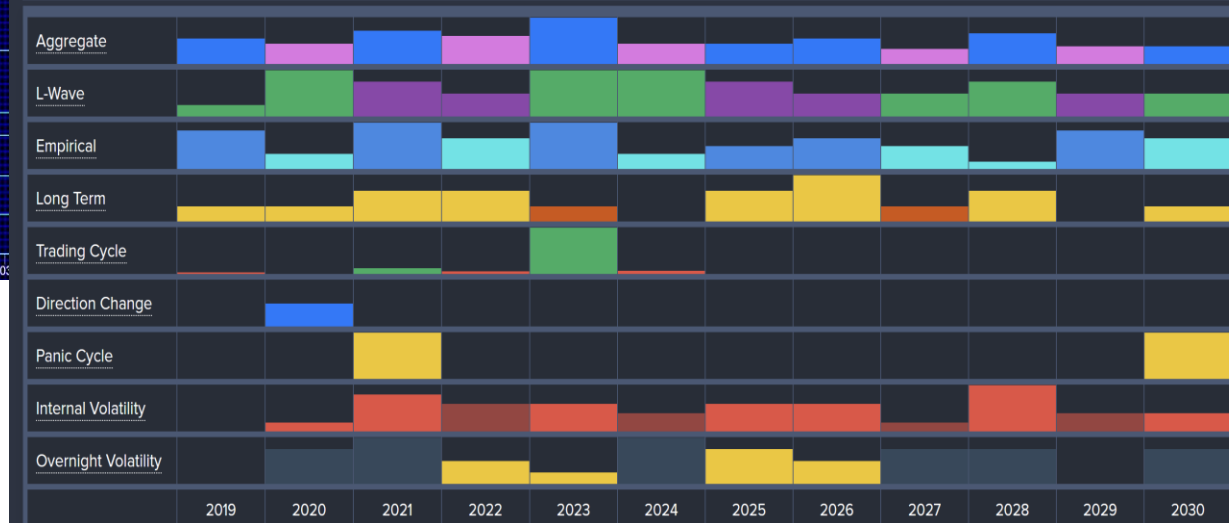 Aggregate
L-Wave
Empirical
Long Term
Trading Cycle
Direction Change
Panic Cycle
Internal Volatility
Overnight Volatility
2019 2020 2021 2022 2023 2024 2025 2026 2027 2028 2029 2030